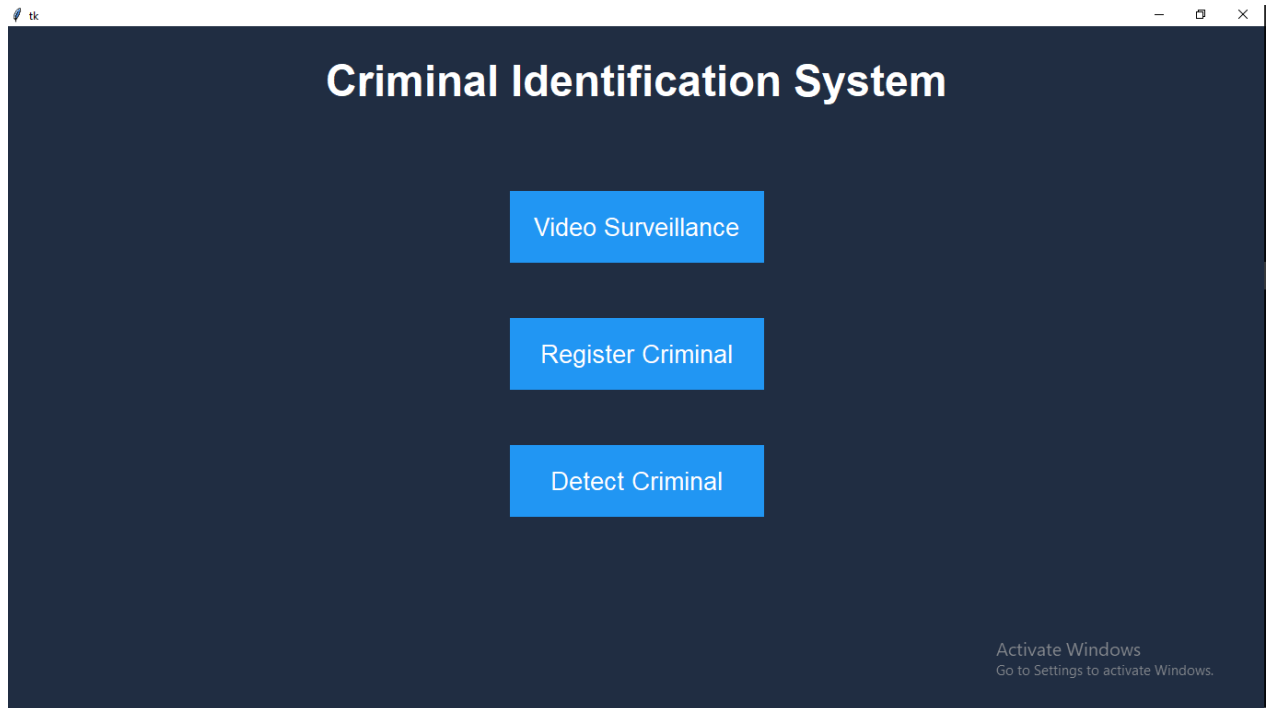 tk
Criminal Identification System
Video Surveillance
Register Criminal
Detect Criminal
Activate Windows
Go to Settings to activate Windows.